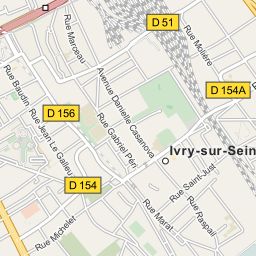 D 51
Rue Marceau
Rue Molière
D 154A
Rue Baudin
Avenue Danielle Casanova
D 156
Rue Jean Le Galleu
Rue Gabriel Péri
Ivry-sur-Sein
D 154
Rue Saint-Just
Rue Michelet
Rue Marat
Rue Raspail